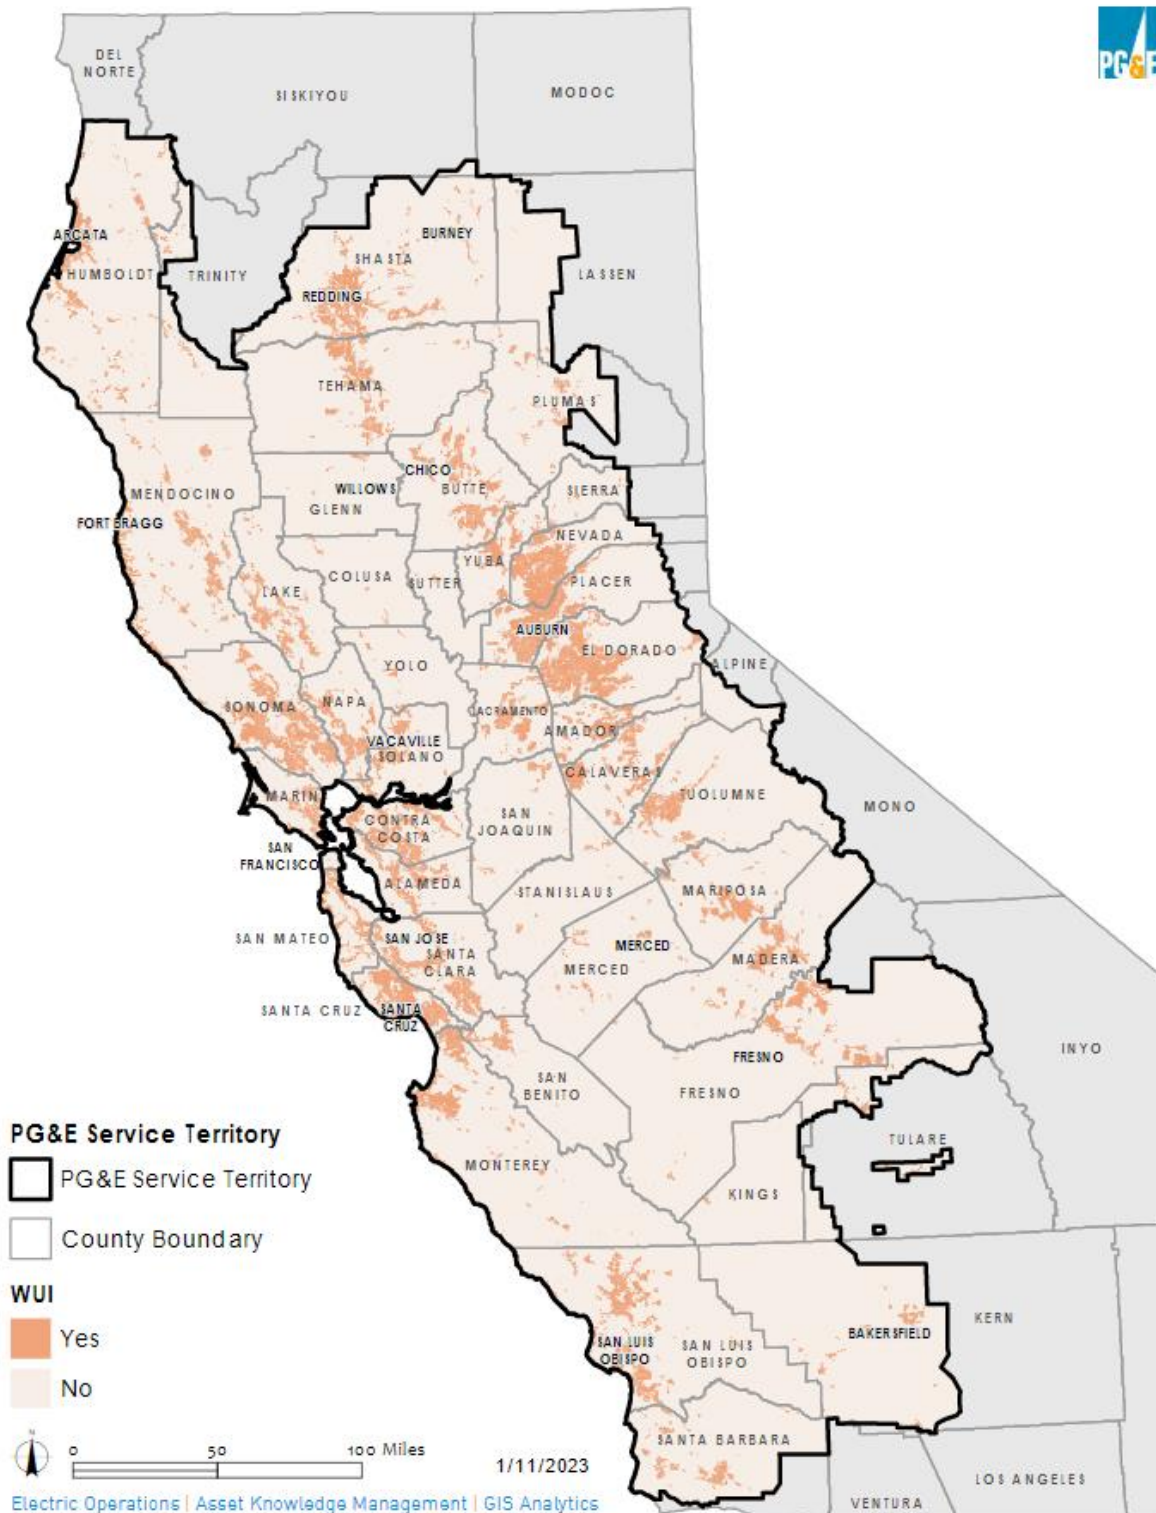 PG&E
DEL
NORTE
SISKIYOU
MODOC
ARCATA
HUMBOLDT
TRINITY
BURNEY
SHASTA
REDDING
LASSEN
TEHAMA
PLUMAS
CHICO
BUTTE
WILLOWS
GLENN
MENDOCINO
FORT BRAGG
SIERRA
NEVADA
YUBA
PLACER
COLUSA
SUTTER
LAKE
AUBURN
EL DORADO
YOLO
ALPINE
SONOMA
NAPA
SACRAMENTO
AMADOR
VACAVILLE
SOLANO
CALAVERAS
MARIN
TUOLUMNE
MONO
CONTRA
COSTA
SAN
JOAQUIN
SAN
FRANCISCO
ALAMEDA
STANISLAUS
MARIPOSA
SAN MATEO
SAN JOSE
SANTA
CLARA
MERCED
MERCED
MADERA
SANTA CRUZ
SANTA
CRUZ
INYO
FRESNO
FRESNO
SAN
BENITO
TULARE
MONTEREY
KINGS
KERN
BAKERSFIELD
SAN LUIS
OBISPO
SAN LUIS
OBISPO
SANTA BARBARA
LOS ANGELES
VENTURA
PG&E Service Territory
PG&E Service Territory
County Boundary
WUI
Yes
No
N
0 50 100 Miles
1/11/2023
Electric Operations | Asset Knowledge Management | GIS Analytics